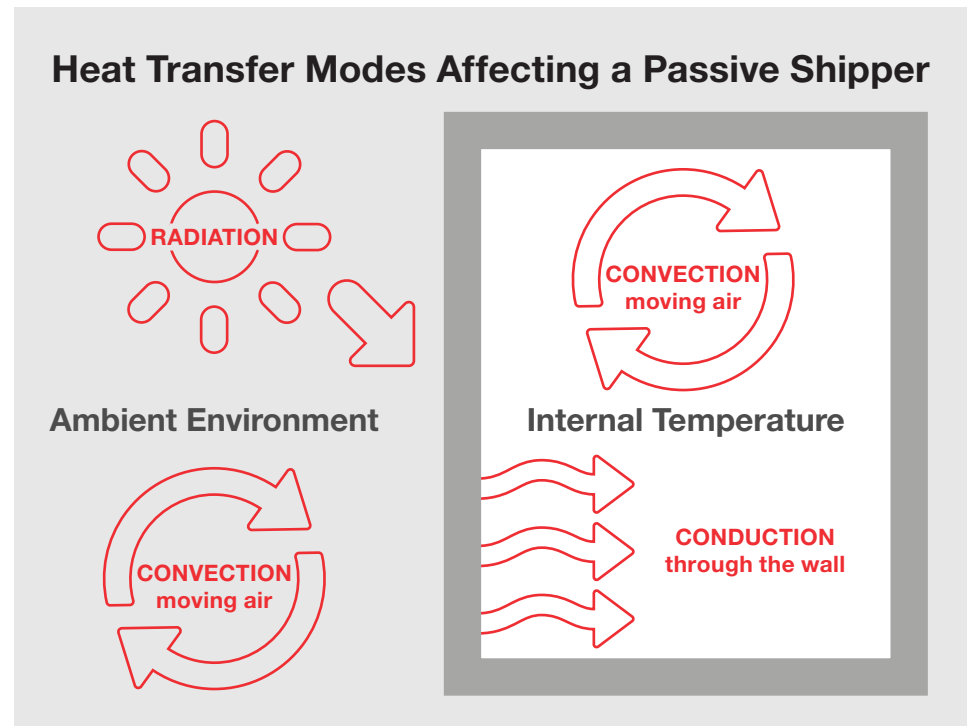 Heat Transfer Modes Affecting a Passive Shipper
RADIATION
Ambient Environment
CONVECTION
moving air
CONVECTION
moving air
Internal Temperature
CONDUCTION
through the wall